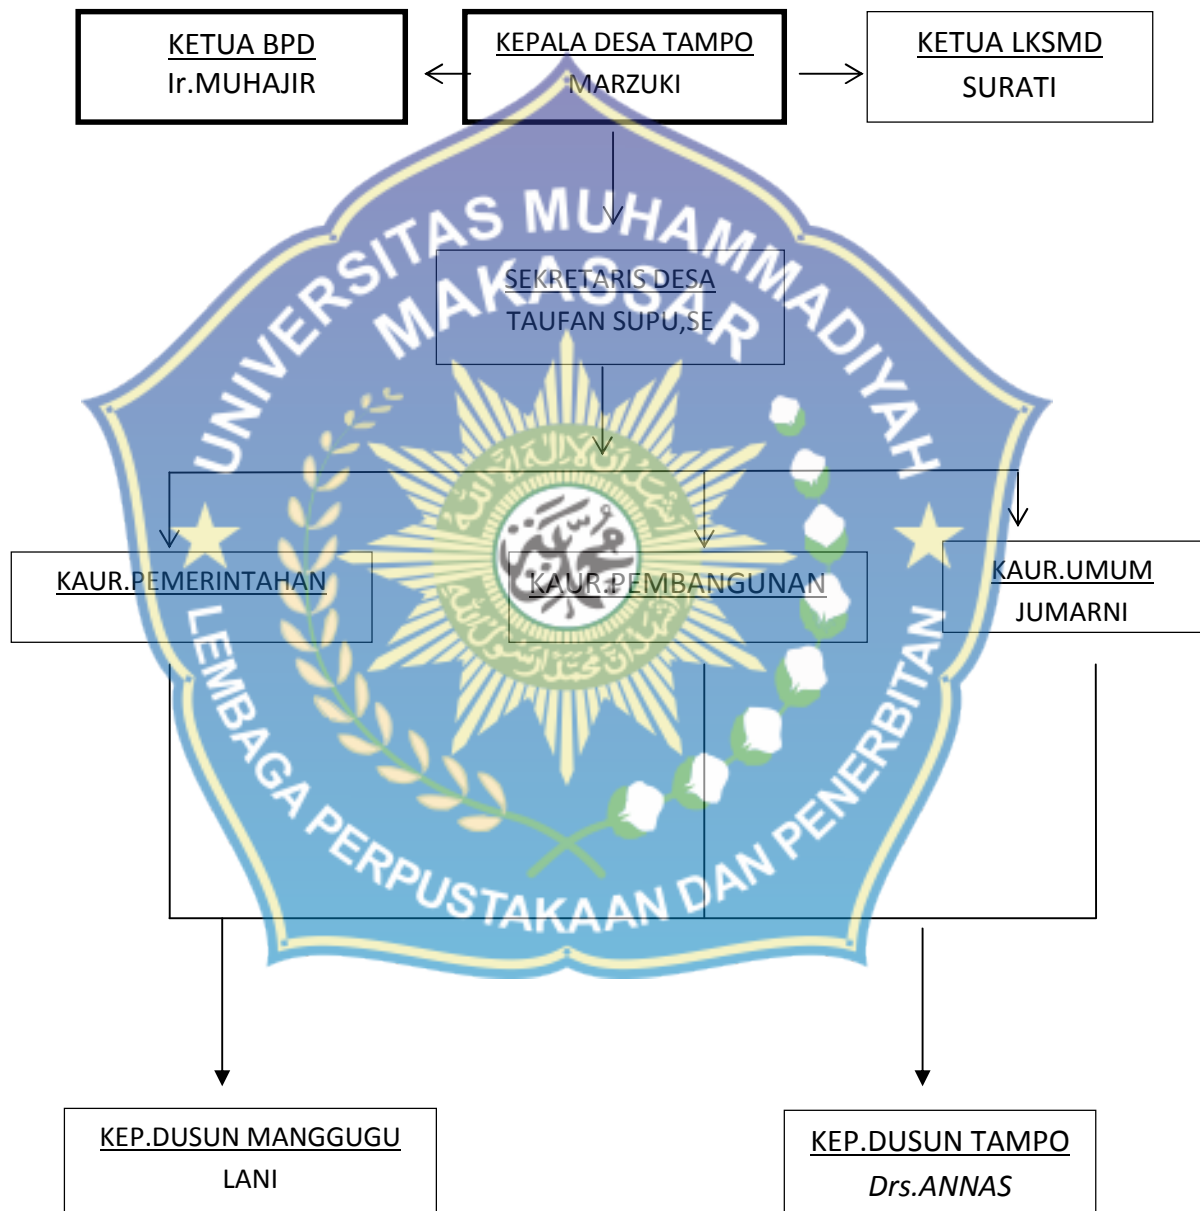 KETUA BPD
Ir.MUHAJIR
KEPALA DESA TAMPO
MARZUKI
KETUA LKSMD
SURATI
UNIVERSITAS MUHAMMADIYAH
MAKASSAR
SEKRETARIS DESA
TAUFAN SUPU,SE
KAUR.PEMERINTAHAN
KAUR.PEMBANGUNAN
KAUR.UMUM
JUMARNI
LEMBAGA PERPUSTAKAAN DAN PENERBITAN
KEP.DUSUN MANGGUGU
LANI
KEP.DUSUN TAMPO
Drs.ANNAS